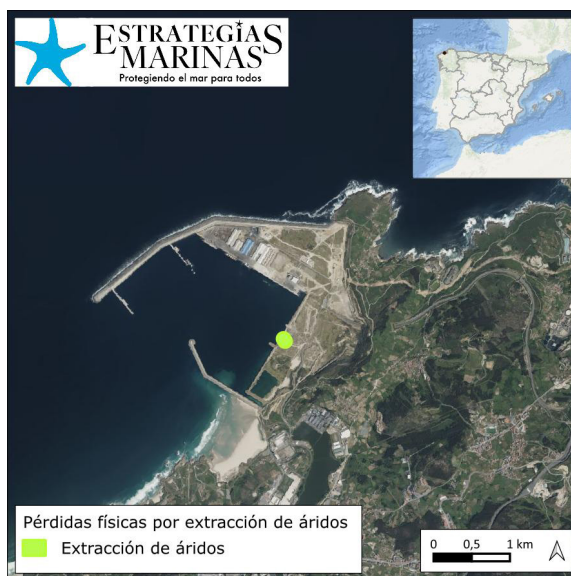 ESTRATEGIAS
MARINAS
Protegiendo el mar para todos
Pérdidas físicas por extracción de áridos
Extracción de áridos
0 0,5 1 km